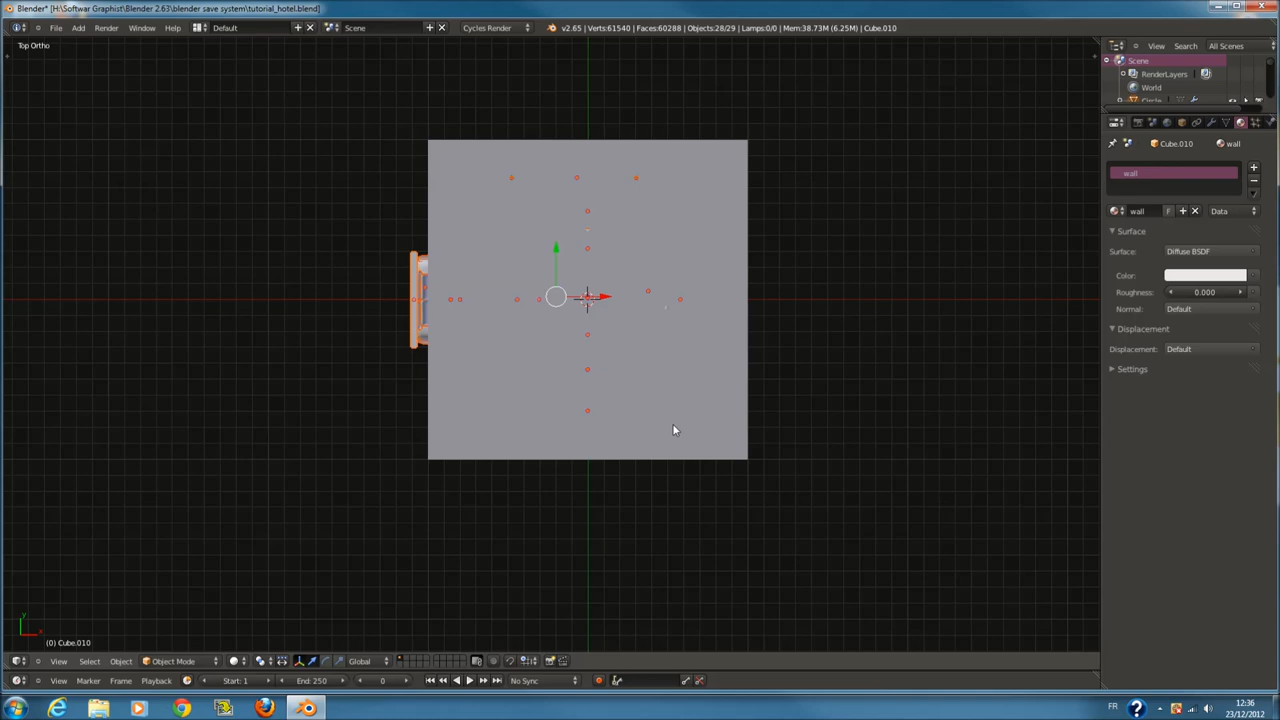 Blender* [H:\Softwar Graphist\Blender 2.63\blender save system\tutorial_hotel.blend]
File Add Render Window Help Default Scene Cycles Render v2.65 | Verts:61540 | Faces:60288 | Objects:28/29 | Lamps:0/0 | Mem:38.73M (6.25M) | Cube.010
Top Ortho
View Search All Scenes
Scene
RenderLayers
World
Circle
Cube.010 wall
wall
wall F Data
Surface
Surface: Diffuse BSDF
Color:
Roughness: 0.000
Normal: Default
Displacement
Displacement: Default
Settings
y
x
(0) Cube.010
View Select Object Object Mode Global
View Marker Frame Playback Start: 1 End: 250 0 No Sync
FR 12:36
23/12/2012